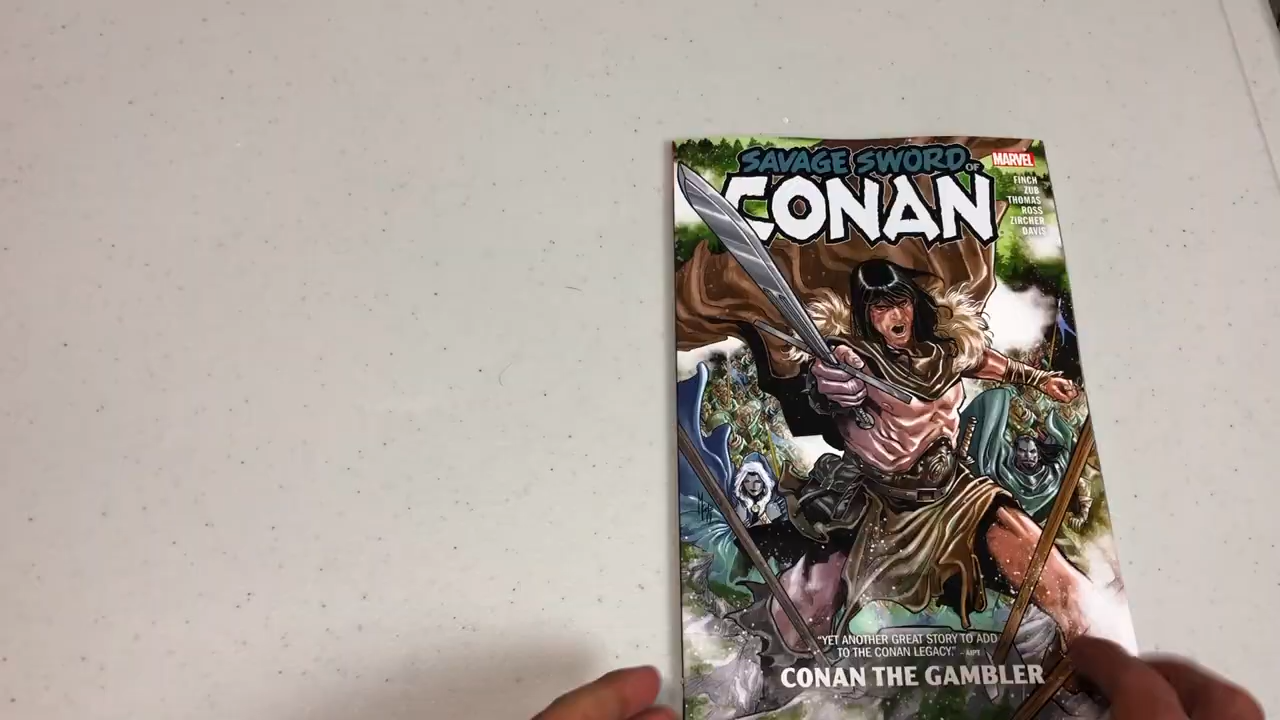 SAVAGE SWORD OF
CONAN
MARVEL
FINCH
ZUB
THOMAS
ROSS
ZIRCHER
DAVIS
"YET ANOTHER GREAT STORY TO ADD
TO THE CONAN LEGACY." – AIPT
CONAN THE GAMBLER